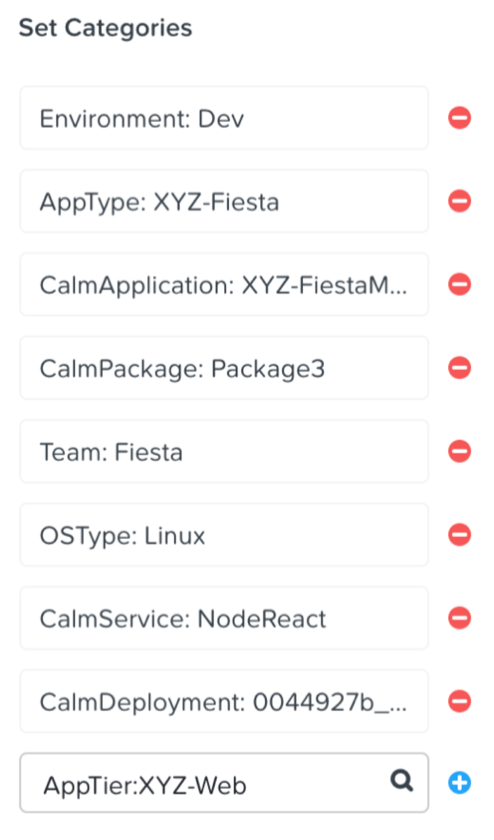 Set Categories
Environment: Dev
AppType: XYZ-Fiesta
CalmApplication: XYZ-FiestaM...
CalmPackage: Package3
Team: Fiesta
OSType: Linux
CalmService: NodeReact
CalmDeployment: 0044927b_...
AppTier:XYZ-Web